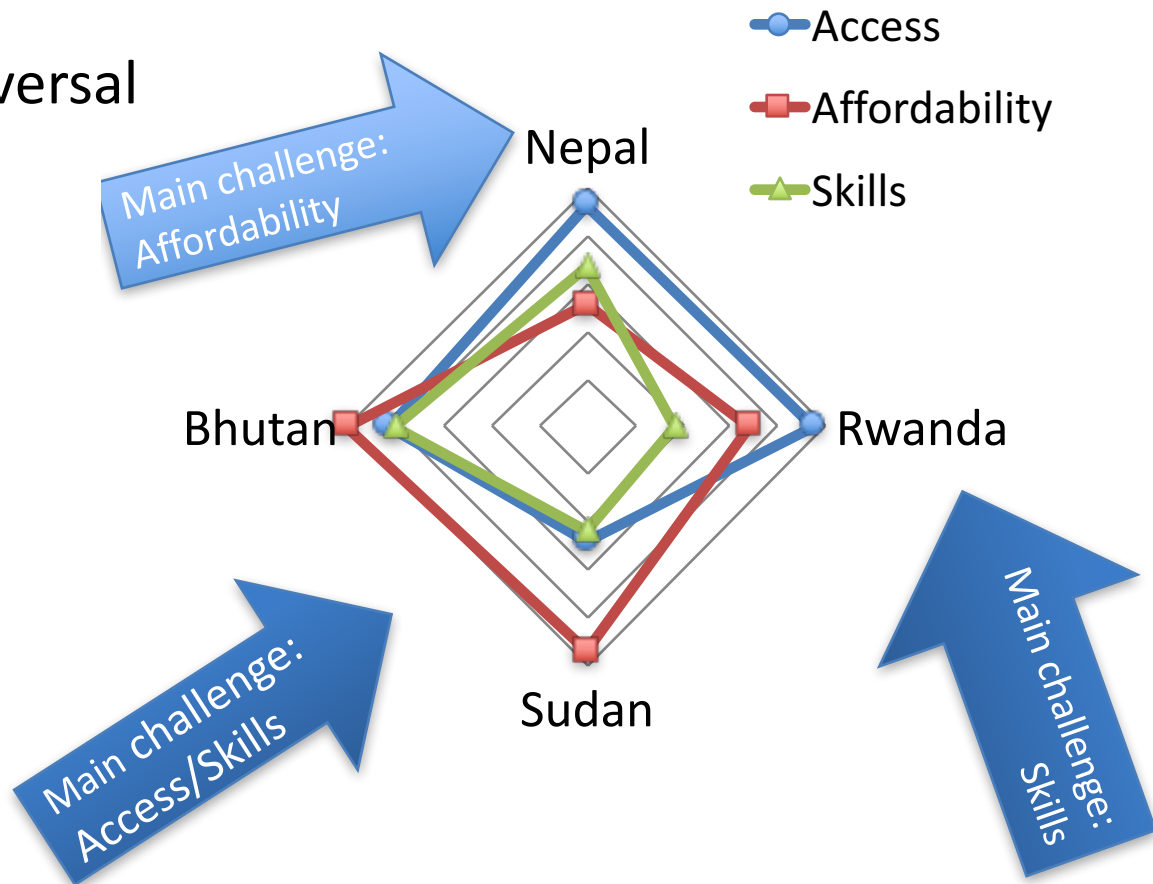 versal
Access
Affordability
Skills
Main challenge:
Affordability
Nepal
Bhutan
Rwanda
Sudan
Main challenge:
Access/Skills
Main challenge:
Skills